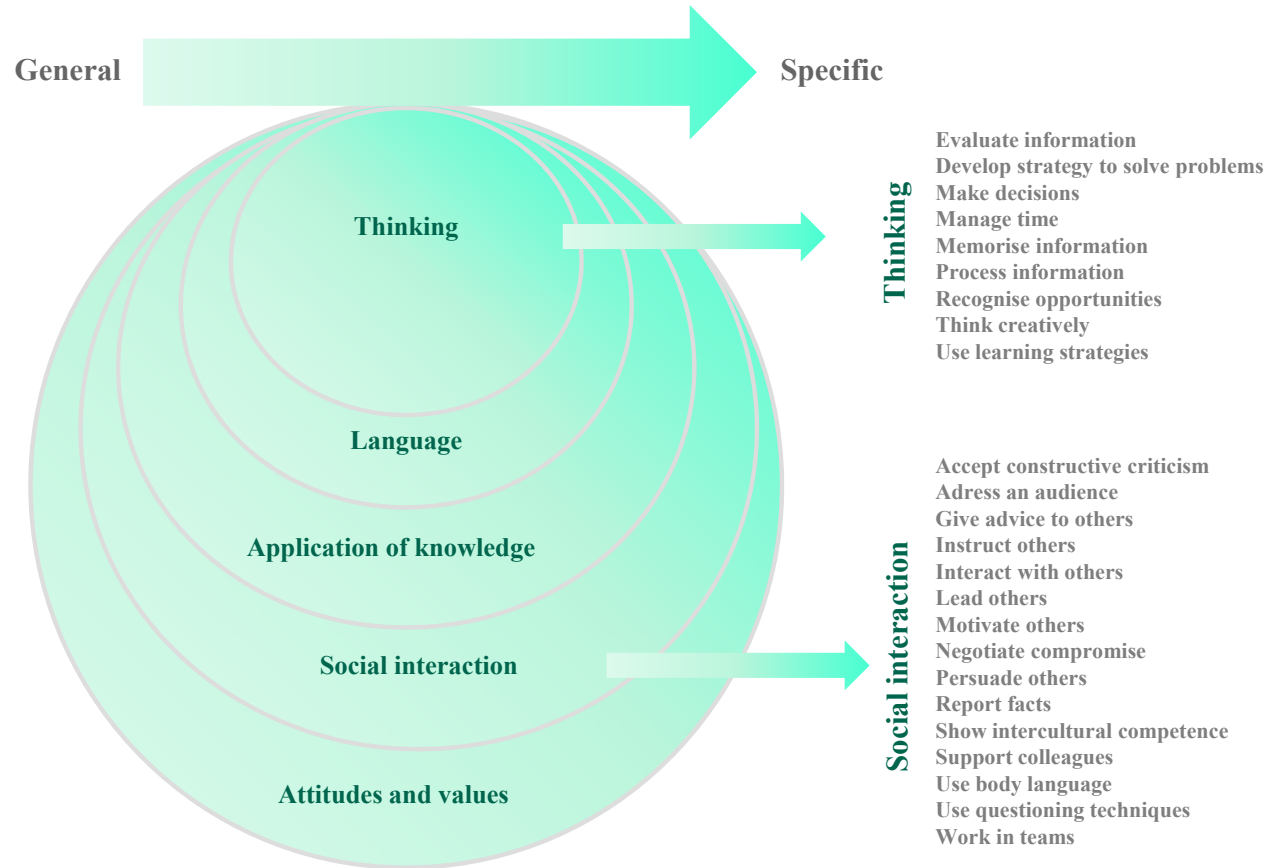 General
Specific
Thinking
Language
Application of knowledge
Social interaction
Attitudes and values
Thinking
Evaluate information
Develop strategy to solve problems
Make decisions
Manage time
Memorise information
Process information
Recognise opportunities
Think creatively
Use learning strategies
Social interaction
Accept constructive criticism
Adress an audience
Give advice to others
Instruct others
Interact with others
Lead others
Motivate others
Negotiate compromise
Persuade others
Report facts
Show intercultural competence
Support colleagues
Use body language
Use questioning techniques
Work in teams